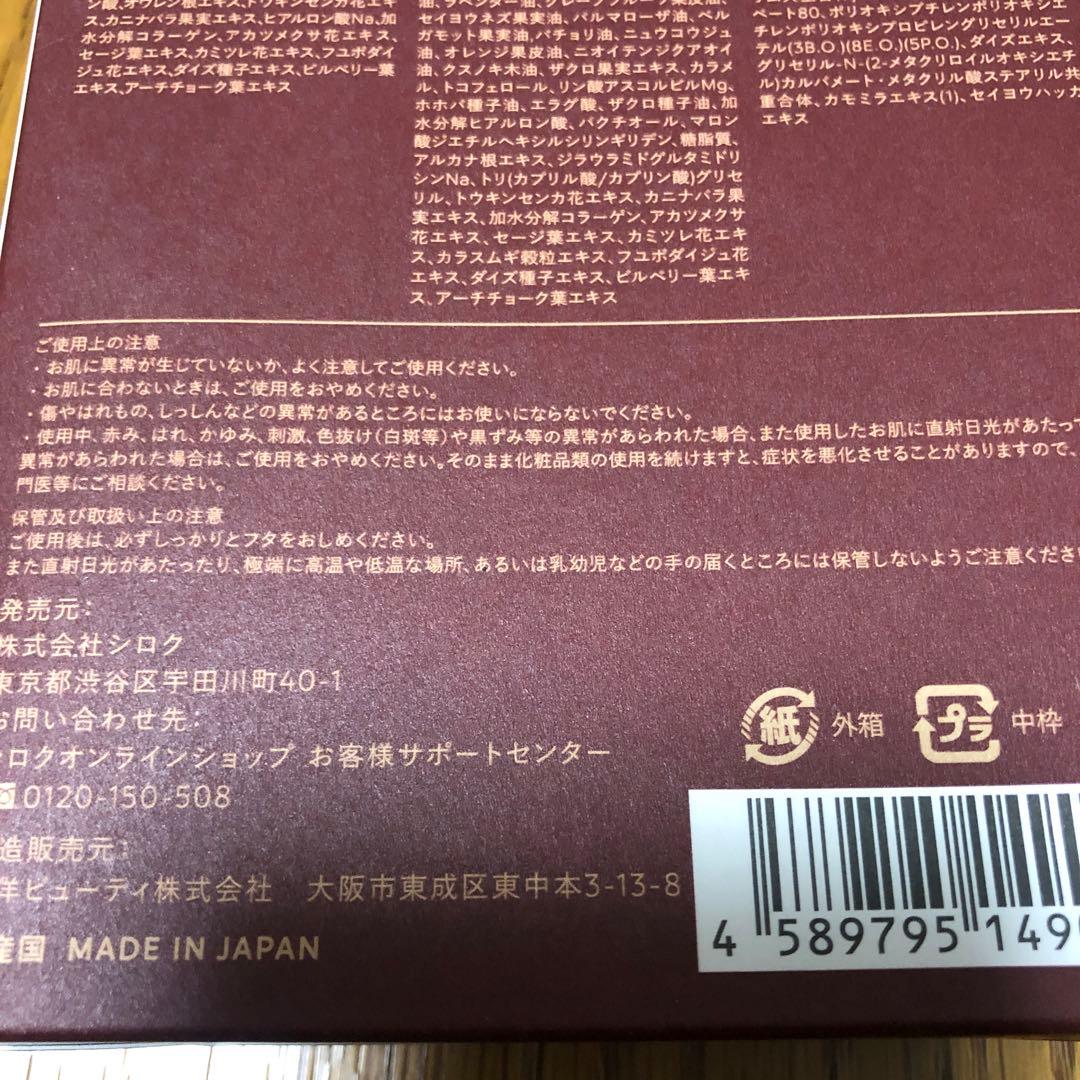 ン酸、オウレン根エキス、トウキンセンカ花エキ
ス、カニナバラ果実エキス、ヒアルロン酸Na、加
水分解コラーゲン、アカツメクサ花エキス、
セージ葉エキス、カミツレ花エキス、フユボダイ
ジュ花エキス、ダイズ種子エキス、ビルベリー葉
エキス、アーチチョーク葉エキス
油、ラベンダー油、グレープフルーツ果皮油、
セイヨウネズ果実油、パルマローザ油、ベル
ガモット果実油、パチョリ油、ニュウコウジュ
油、オレンジ果皮油、ニオイテンジクアオイ
油、クスノキ木油、ザクロ果実エキス、カラメ
ル、トコフェロール、リン酸アスコルビルMg、
ホホバ種子油、エラグ酸、ザクロ種子油、加
水分解ヒアルロン酸、バクチオール、マロン
酸ジエチルヘキシルシリンギリデン、糖脂質、
アルカナ根エキス、ジラウラミドグルタミドリ
シンNa、トリ(カプリル酸/カプリン酸)グリセ
リル、トウキンセンカ花エキス、カニナバラ果
実エキス、加水分解コラーゲン、アカツメクサ
花エキス、セージ葉エキス、カミツレ花エキ
ス、カラスムギ穀粒エキス、フユボダイジュ花
エキス、ダイズ種子エキス、ビルベリー葉エキ
ス、アーチチョーク葉エキス
ベート80、ポリオキシブチレンポリオキシエ
チレンポリオキシプロピレングリセリルエー
テル(3B.O.)(8E.O.)(5P.O.)、ダイズエキス、
グリセリル-N-(2-メタクリロイルオキシエチ
ル)カルバメート・メタクリル酸ステアリル共
重合体、カモミラエキス(1)、セイヨウハッカ
エキス
ご使用上の注意
・お肌に異常が生じていないか、よく注意してご使用ください。
・お肌に合わないときは、ご使用をおやめください。
・傷やはれもの、しっしんなどの異常があるところにはお使いにならないでください。
・使用中、赤み、はれ、かゆみ、刺激、色抜け(白斑等)や黒ずみ等の異常があらわれた場合、また使用したお肌に直射日光があたって
異常があらわれた場合は、ご使用をおやめください。そのまま化粧品類の使用を続けますと、症状を悪化させることがありますので、
門医等にご相談ください。
保管及び取扱い上の注意
ご使用後は、必ずしっかりとフタをおしめください。
また直射日光があたったり、極端に高温や低温な場所、あるいは乳幼児などの手の届くところには保管しないようご注意くださ
発売元:
株式会社シロク
東京都渋谷区宇田川町40-1
お問い合わせ先:
シロクオンラインショップ お客様サポートセンター
0120-150-508
造販売元:
洋ビューティ株式会社 大阪市東成区東中本3-13-8
産国 MADE IN JAPAN
紙 外箱 プラ 中枠
4 589795 149